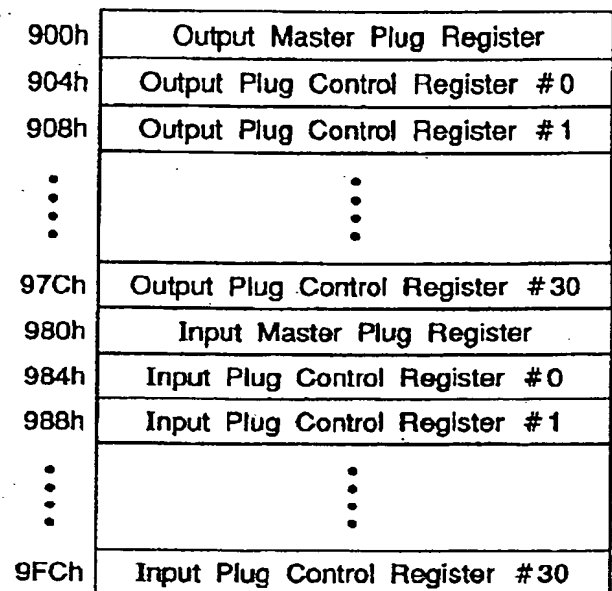 900h Output Master Plug Register
904h Output Plug Control Register #0
908h Output Plug Control Register #1
97Ch Output Plug Control Register #30
980h Input Master Plug Register
984h Input Plug Control Register #0
988h Input Plug Control Register #1
9FCh Input Plug Control Register #30